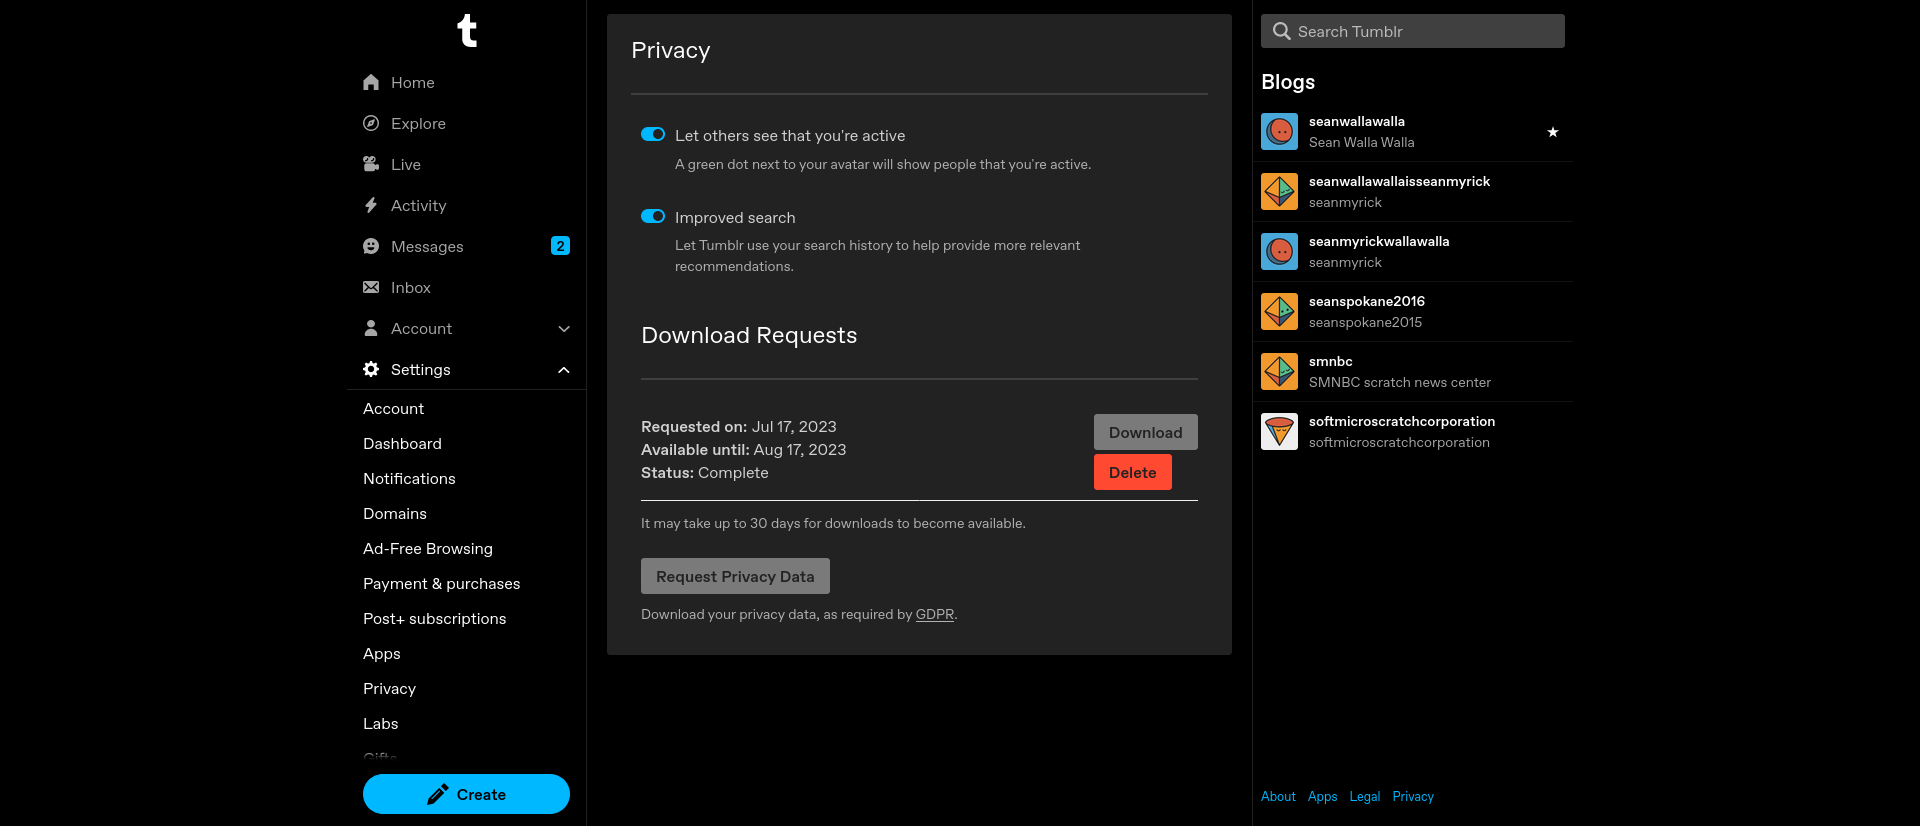 t
Home
Explore
Live
Activity
Messages
2
Inbox
Account
Settings
Account
Dashboard
Notifications
Domains
Ad-Free Browsing
Payment & purchases
Post+ subscriptions
Apps
Privacy
Labs
Gifts
Create
Privacy
Let others see that you're active
A green dot next to your avatar will show people that you're active.
Improved search
Let Tumblr use your search history to help provide more relevant
recommendations.
Download Requests
Requested on: Jul 17, 2023
Available until: Aug 17, 2023
Status: Complete
Download
Delete
It may take up to 30 days for downloads to become available.
Request Privacy Data
Download your privacy data, as required by GDPR.
Search Tumblr
Blogs
seanwallawalla
Sean Walla Walla
seanwallawallaisseanmyrick
seanmyrick
seanmyrickwallawalla
seanmyrick
seanspokane2016
seanspokane2015
smnbc
SMNBC scratch news center
softmicroscratchcorporation
softmicroscratchcorporation
About Apps Legal Privacy